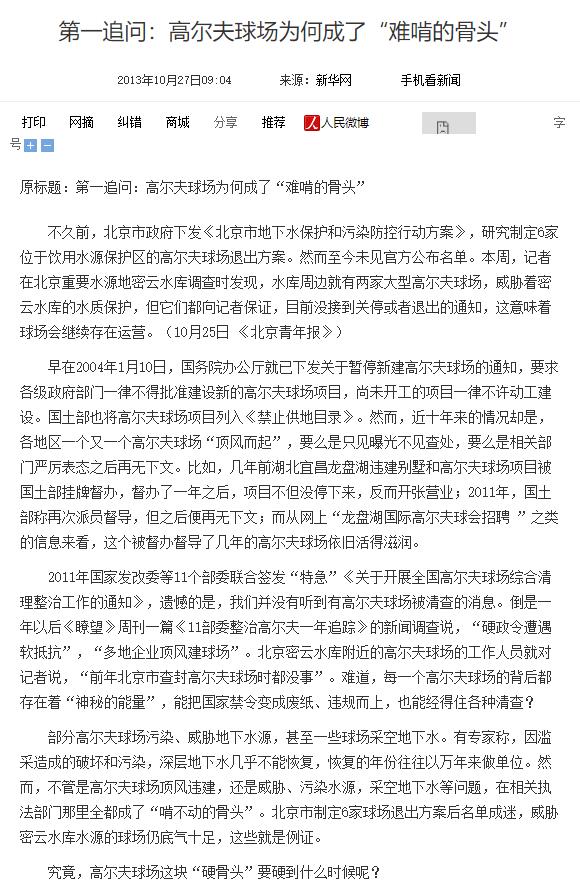 第一追问：高尔夫球场为何成了“难啃的骨头”
2013年10月27日09:04 来源：新华网 手机看新闻
打印 网摘 纠错 商城 分享 推荐 人民微博 字
号
原标题：第一追问：高尔夫球场为何成了“难啃的骨头”
不久前，北京市政府下发《北京市地下水保护和污染防控行动方案》，研究制定6家
位于饮用水源保护区的高尔夫球场退出方案。然而至今未见官方公布名单。本周，记者
在北京重要水源地密云水库调查时发现，水库周边就有两家大型高尔夫球场，威胁着密
云水库的水质保护，但它们都向记者保证，目前没接到关停或者退出的通知，这意味着
球场会继续存在运营。（10月25日 《北京青年报》）
早在2004年1月10日，国务院办公厅就已下发关于暂停新建高尔夫球场的通知，要求
各级政府部门一律不得批准建设新的高尔夫球场项目，尚未开工的项目一律不许动工建
设。国土部也将高尔夫球场项目列入《禁止供地目录》。然而，近十年来的情况却是，
各地区一个又一个高尔夫球场“顶风而起”，要么是只见曝光不见查处，要么是相关部
门严厉表态之后再无下文。比如，几年前湖北宜昌龙盘湖违建别墅和高尔夫球场项目被
国土部挂牌督办，督办了一年之后，项目不但没停下来，反而开张营业；2011年，国土
部称再次派员督导，但之后便再无下文；而从网上“龙盘湖国际高尔夫球会招聘 ”之类
的信息来看，这个被督办督导了几年的高尔夫球场依旧活得滋润。
2011年国家发改委等11个部委联合签发“特急”《关于开展全国高尔夫球场综合清
理整治工作的通知》，遗憾的是，我们并没有听到有高尔夫球场被清查的消息。倒是一
年以后《瞭望》周刊一篇《11部委整治高尔夫一年追踪》的新闻调查说，“硬政令遭遇
软抵抗”，“多地企业顶风建球场”。北京密云水库附近的高尔夫球场的工作人员就对
记者说，“前年北京市查封高尔夫球场时都没事”。难道，每一个高尔夫球场的背后都
存在着“神秘的能量”，能把国家禁令变成废纸、违规而上，也能经得住各种清查？
部分高尔夫球场污染、威胁地下水源，甚至一些球场采空地下水。有专家称，因滥
采造成的破坏和污染，深层地下水几乎不能恢复，恢复的年份往往以万年来做单位。然
而，不管是高尔夫球场顶风违建，还是威胁、污染水源，采空地下水等问题，在相关执
法部门那里全都成了“啃不动的骨头”。北京市制定6家球场退出方案后名单成迷，威胁
密云水库水源的球场仍底气十足，这些就是例证。
究竟，高尔夫球场这块“硬骨头”要硬到什么时候呢？